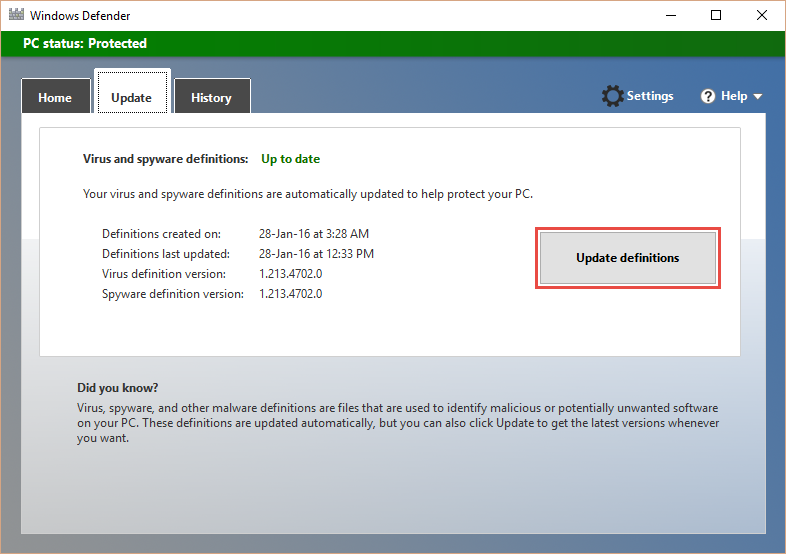 Windows Defender
PC status: Protected
Home
Update
History
Settings
? Help
Virus and spyware definitions: Up to date
Your virus and spyware definitions are automatically updated to help protect your PC.
Definitions created on: 28-Jan-16 at 3:28 AM
Definitions last updated: 28-Jan-16 at 12:33 PM
Virus definition version: 1.213.4702.0
Spyware definition version: 1.213.4702.0
Update definitions
Did you know?
Virus, spyware, and other malware definitions are files that are used to identify malicious or potentially unwanted software
on your PC. These definitions are updated automatically, but you can also click Update to get the latest versions whenever
you want.